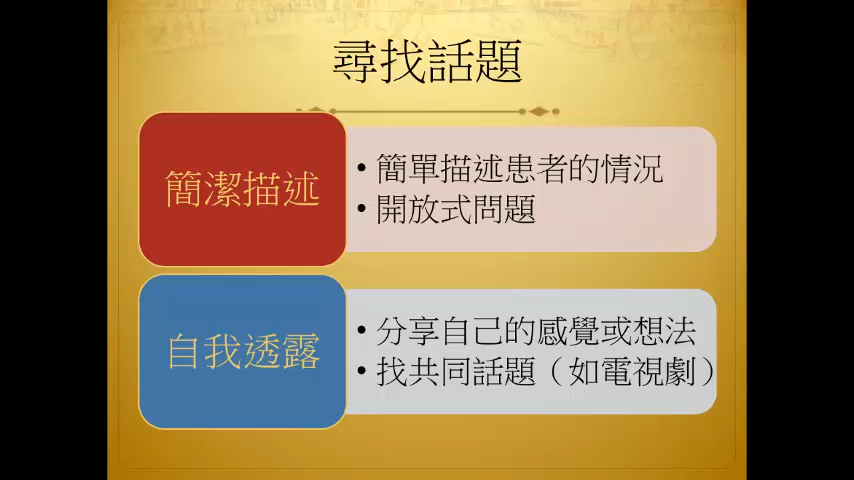 尋找話題
簡潔描述
• 簡單描述患者的情況
• 開放式問題
自我透露
• 分享自己的感覺或想法
• 找共同話題（如電視劇）